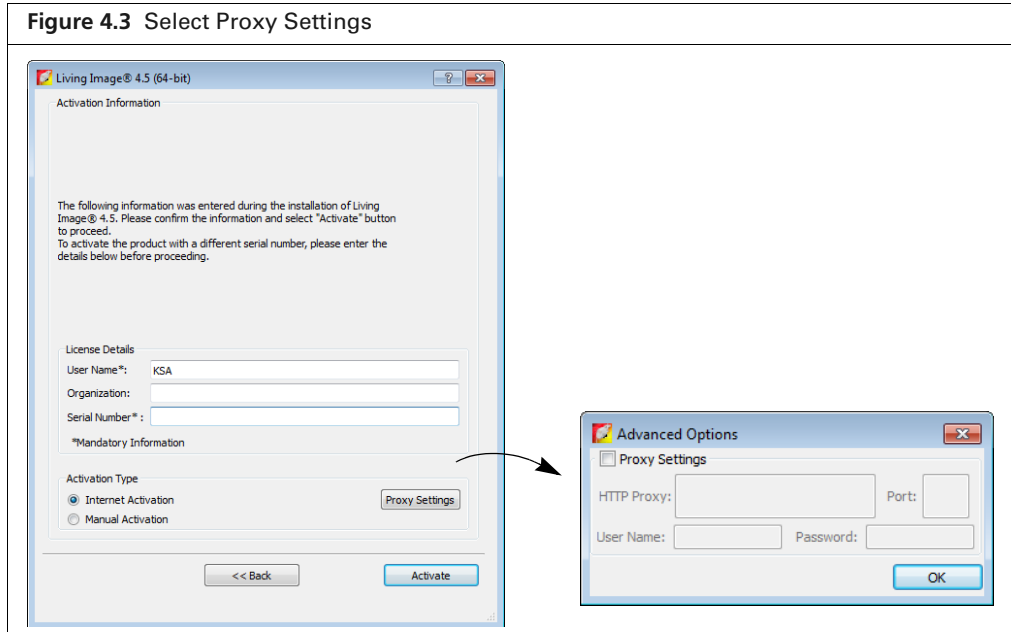 Figure 4.3 Select Proxy Settings
Living Image® 4.5 (64-bit)
Activation Information
The following information was entered during the installation of Living
Image® 4.5. Please confirm the information and select "Activate" button
to proceed.
To activate the product with a different serial number, please enter the
details below before proceeding.
License Details
User Name*: KSA
Organization:
Serial Number* :
*Mandatory Information
Activation Type
Internet Activation
Proxy Settings
Manual Activation
<< Back
Activate
Advanced Options
Proxy Settings
HTTP Proxy:
Port:
User Name:
Password:
OK